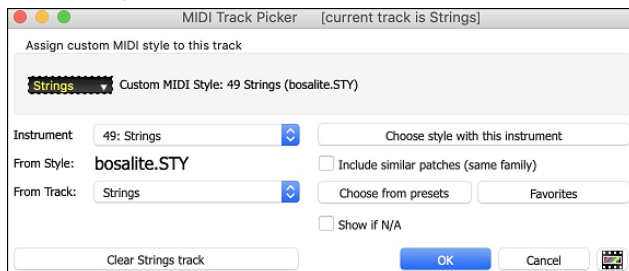 MIDI Track Picker [current track is Strings]
Assign custom MIDI style to this track
Strings Custom MIDI Style: 49 Strings (bosalite.STY)
Instrument 49: Strings Choose style with this instrument
From Style: bosalite.STY Include similar patches (same family)
From Track: Strings Choose from presets Favorites
Show if N/A
Clear Strings track OK Cancel